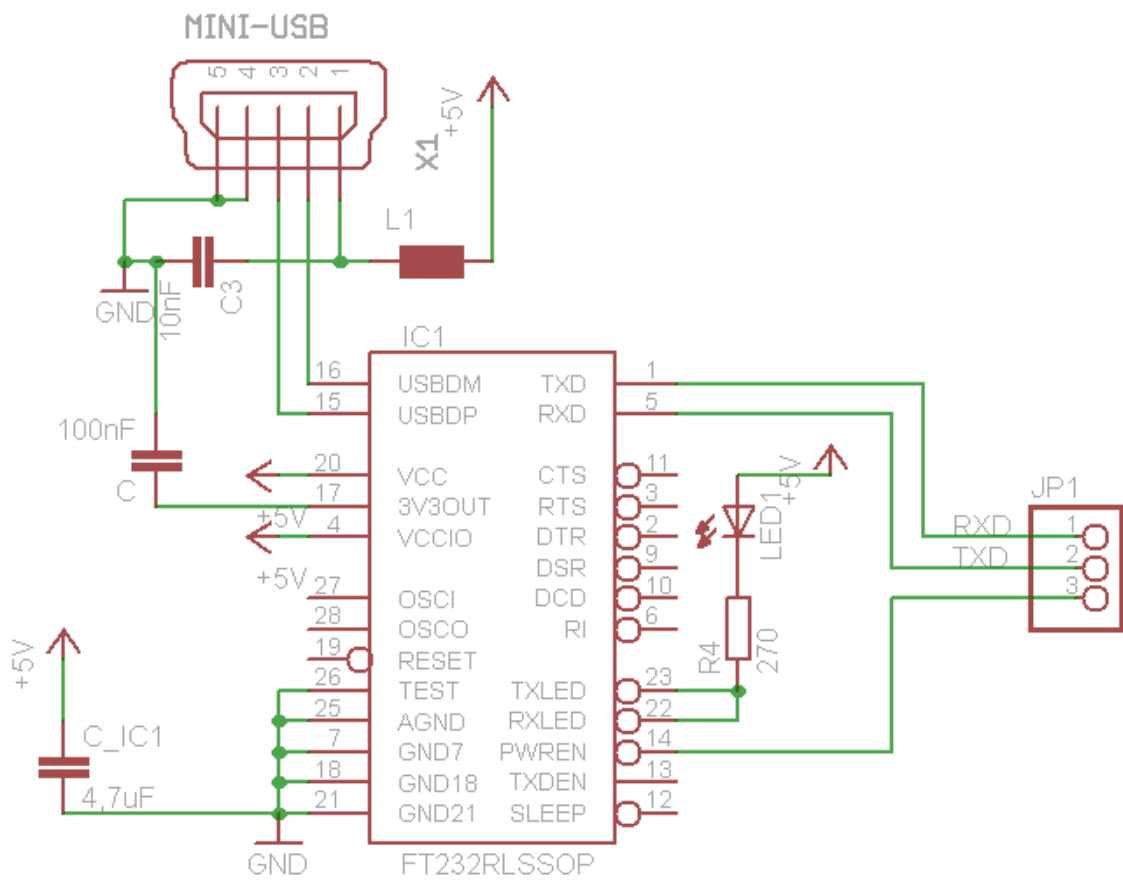 MINI-USB
5 4 3 2 1
X1
+5V
L1
GND
10nF
C3
100nF
C
IC1
16 USBDM TXD 1
15 USBDP RXD 5
20 VCC CTS 11
17 3V3OUT RTS 3
+5V
4 VCCIO DTR 2
+5V
DSR 9
27 OSCI DCD 10
28 OSCO RI 6
19 RESET
26 TEST TXLED 23
25 AGND RXLED 22
7 GND7 PWREN 14
18 GND18 TXDEN 13
21 GND21 SLEEP 12
FT232RLSSOP
+5V
C_IC1
4,7uF
GND
LED1
+5V
R4
270
JP1
RXD 1
TXD 2
3